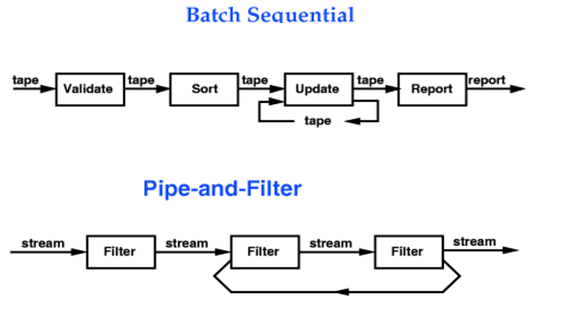 Batch Sequential
tape Validate tape Sort tape Update tape Report report
tape
Pipe-and-Filter
stream Filter stream Filter stream Filter stream